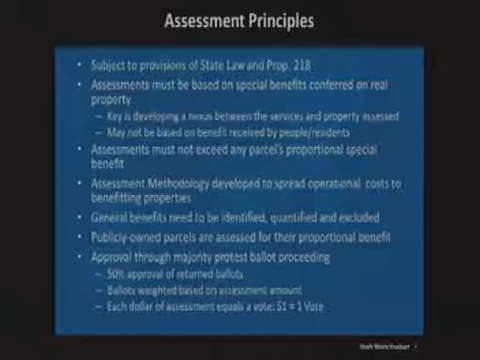 Assessment Principles
• Subject to provisions of State Law and Prop. 218
• Assessments must be based on special benefits conferred on real
property
– Key is developing a nexus between the services and property assessed
– May not be based on benefit received by people/residents
• Assessments must not exceed any parcel's proportional special
benefit
• Assessment Methodology developed to spread operational costs to
benefitting properties
• General benefits need to be identified, quantified and excluded
• Publicly-owned parcels are assessed for their proportional benefit
• Approval through majority protest ballot proceeding
– 50% approval of returned ballots
– Ballots weighted based on assessment amount
– Each dollar of assessment equals a vote: $1 = 1 Vote
Draft Work Product